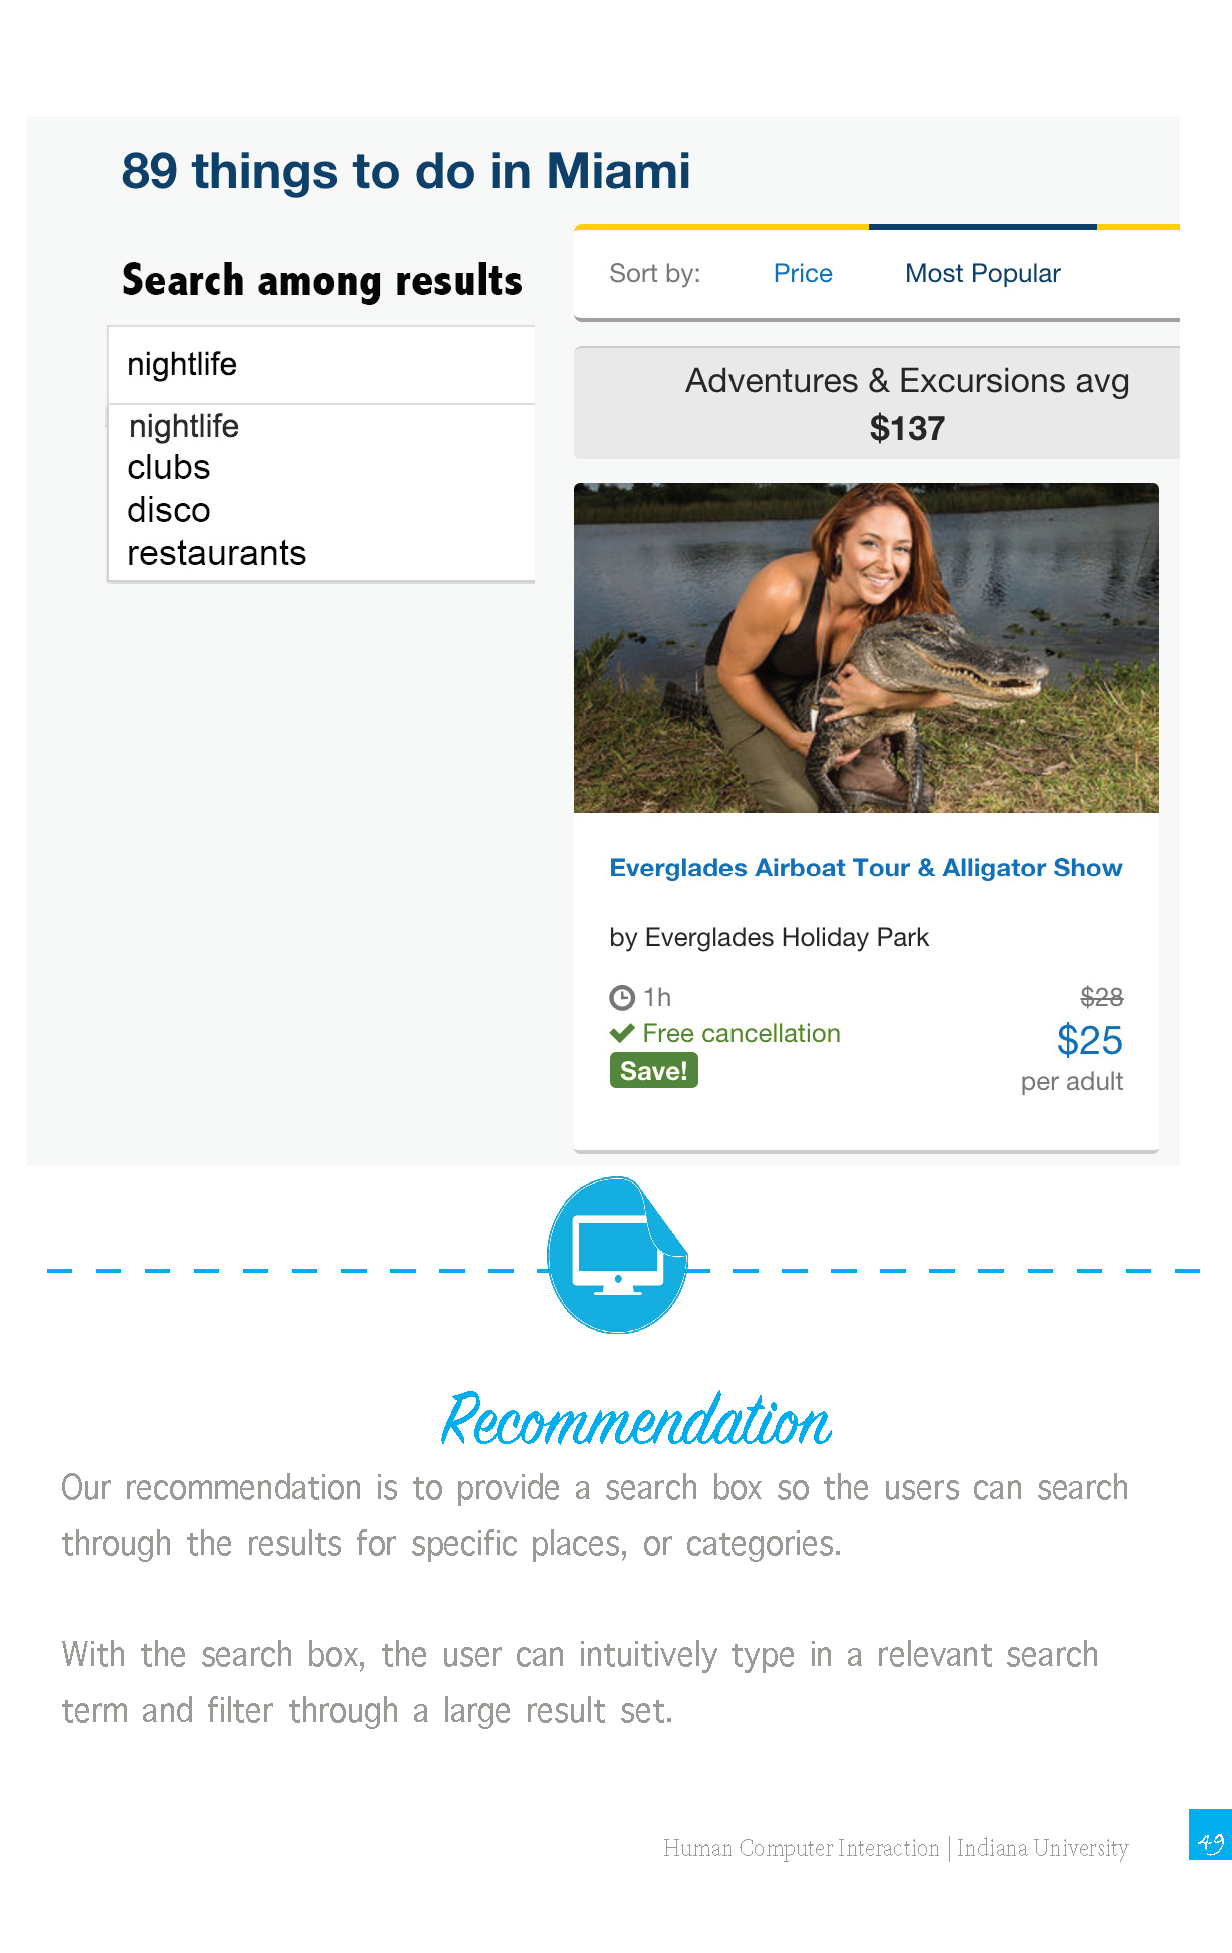 89 things to do in Miami
Search among results
nightlife
nightlife
clubs
disco
restaurants
Sort by: Price Most Popular
Adventures & Excursions avg
$137
Everglades Airboat Tour & Alligator Show
by Everglades Holiday Park
1h
$28
Free cancellation
$25
Save!
per adult
Recommendation
Our recommendation is to provide a search box so the users can search
through the results for specific places, or categories.
With the search box, the user can intuitively type in a relevant search
term and filter through a large result set.
Human Computer Interaction | Indiana University
49